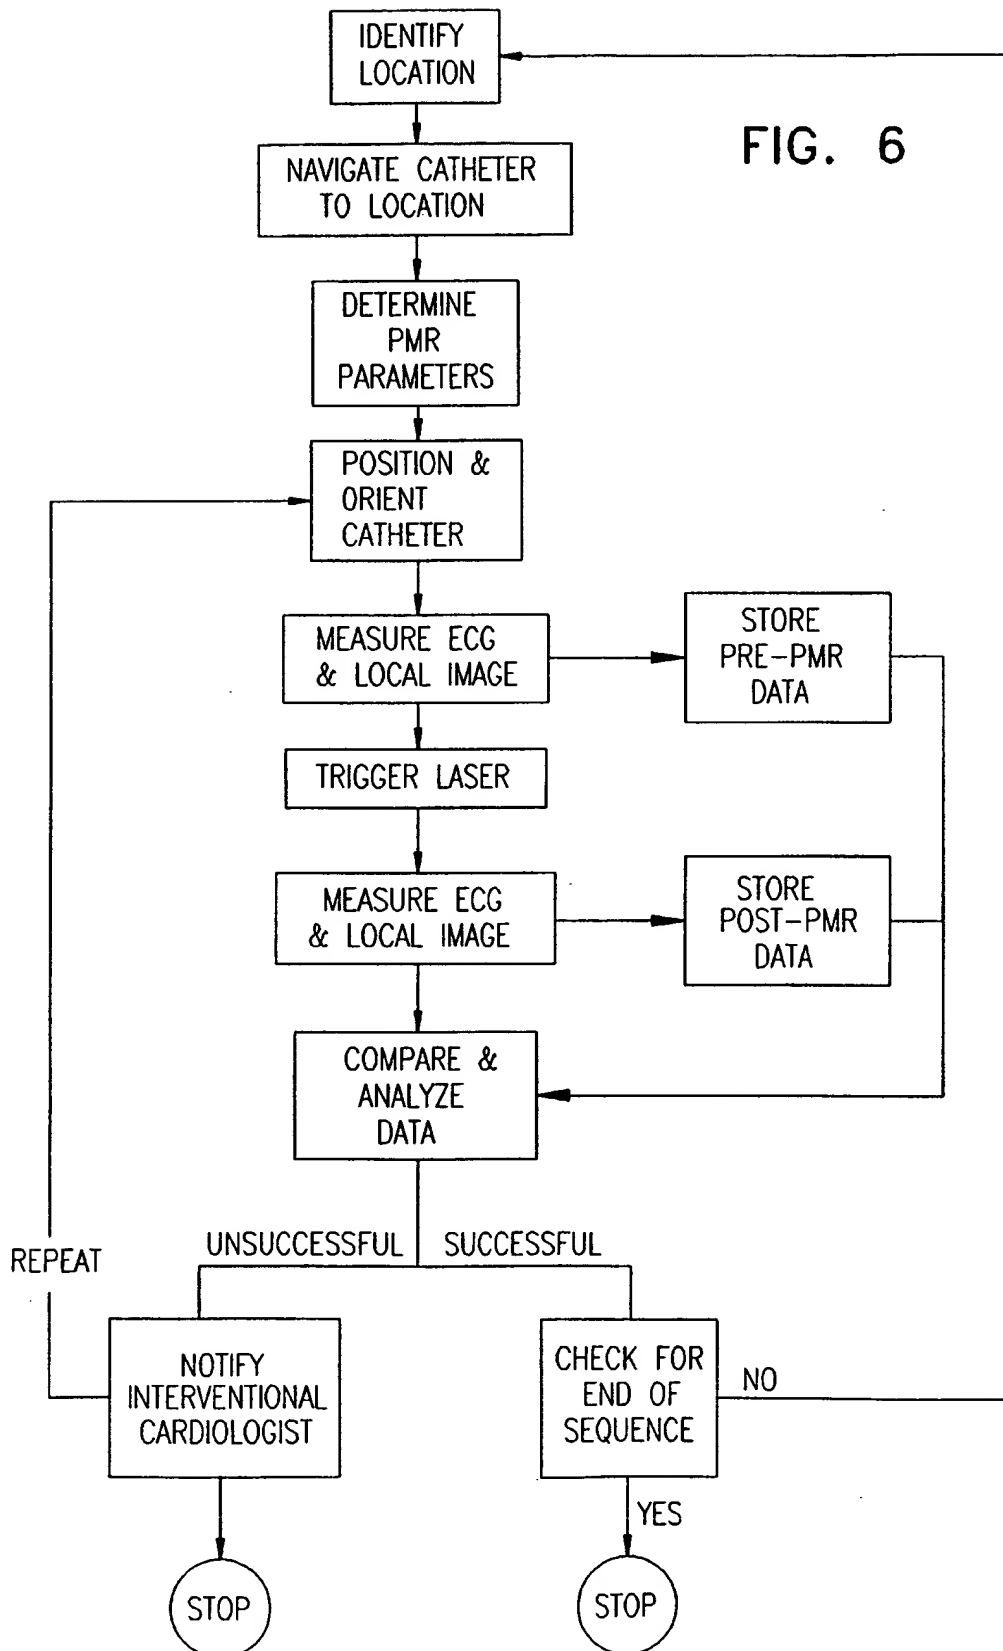 IDENTIFY
LOCATION
FIG. 6
NAVIGATE CATHETER
TO LOCATION
DETERMINE
PMR
PARAMETERS
POSITION &
ORIENT
CATHETER
MEASURE ECG
& LOCAL IMAGE
STORE
PRE-PMR
DATA
TRIGGER LASER
MEASURE ECG
& LOCAL IMAGE
STORE
POST-PMR
DATA
COMPARE &
ANALYZE
DATA
UNSUCCESSFUL
SUCCESSFUL
REPEAT
NOTIFY
INTERVENTIONAL
CARDIOLOGIST
CHECK FOR
END OF
SEQUENCE
NO
YES
STOP
STOP